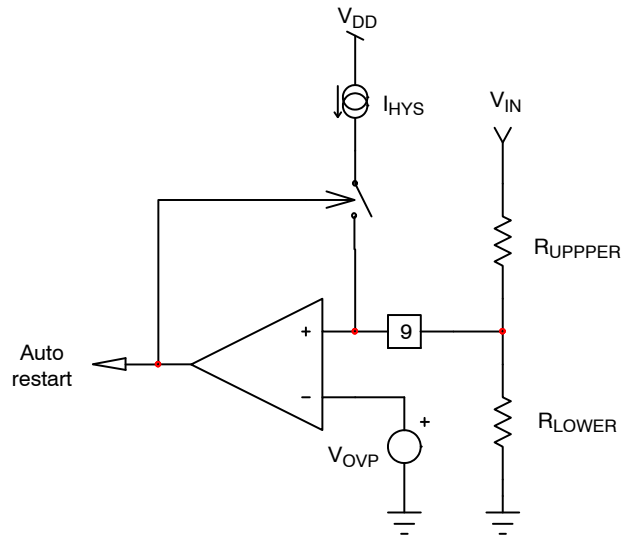 VDD
IHYS
VIN
RUPPPER
+
9
Auto
restart
−
+
VOVP
RLOWER